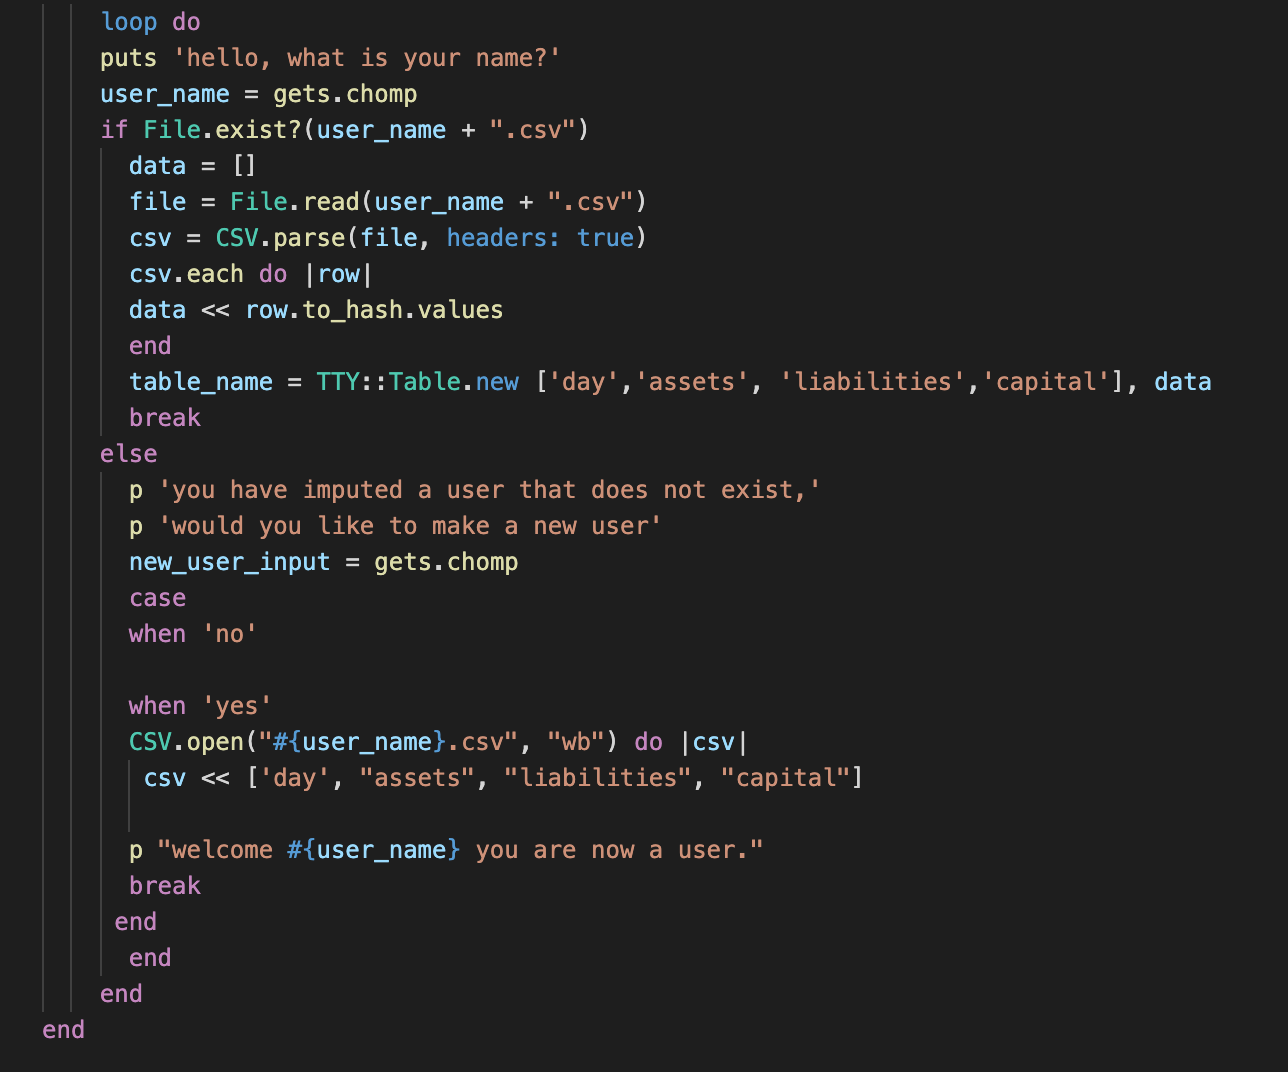 loop do
puts 'hello, what is your name?'
user_name = gets.chomp
if File.exist?(user_name + ".csv")
data = []
file = File.read(user_name + ".csv")
csv = CSV.parse(file, headers: true)
csv.each do |row|
data << row.to_hash.values
end
table_name = TTY::Table.new ['day','assets', 'liabilities','capital'], data
break
else
p 'you have imputed a user that does not exist,'
p 'would you like to make a new user'
new_user_input = gets.chomp
case
when 'no'
when 'yes'
CSV.open("#{user_name}.csv", "wb") do |csv|
csv << ['day', "assets", "liabilities", "capital"]
p "welcome #{user_name} you are now a user."
break
end
end
end
end